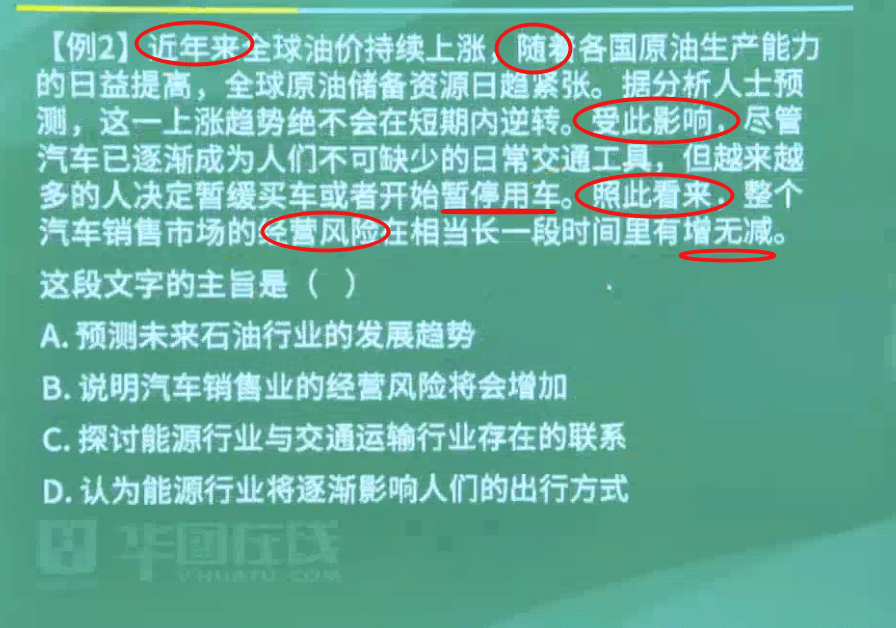 【例2】近年来全球油价持续上涨，随着各国原油生产能力
的日益提高，全球原油储备资源日趋紧张。据分析人士预
测，这一上涨趋势绝不会在短期内逆转。受此影响，尽管
汽车已逐渐成为人们不可缺少的日常交通工具，但越来越
多的人决定暂缓买车或者开始暂停用车。照此看来，整个
汽车销售市场的经营风险在相当长一段时间里有增无减。
这段文字的主旨是（ ）
A. 预测未来石油行业的发展趋势
B. 说明汽车销售业的经营风险将会增加
C. 探讨能源行业与交通运输行业存在的联系
D. 认为能源行业将逐渐影响人们的出行方式
华图在线
V.HUATU.COM